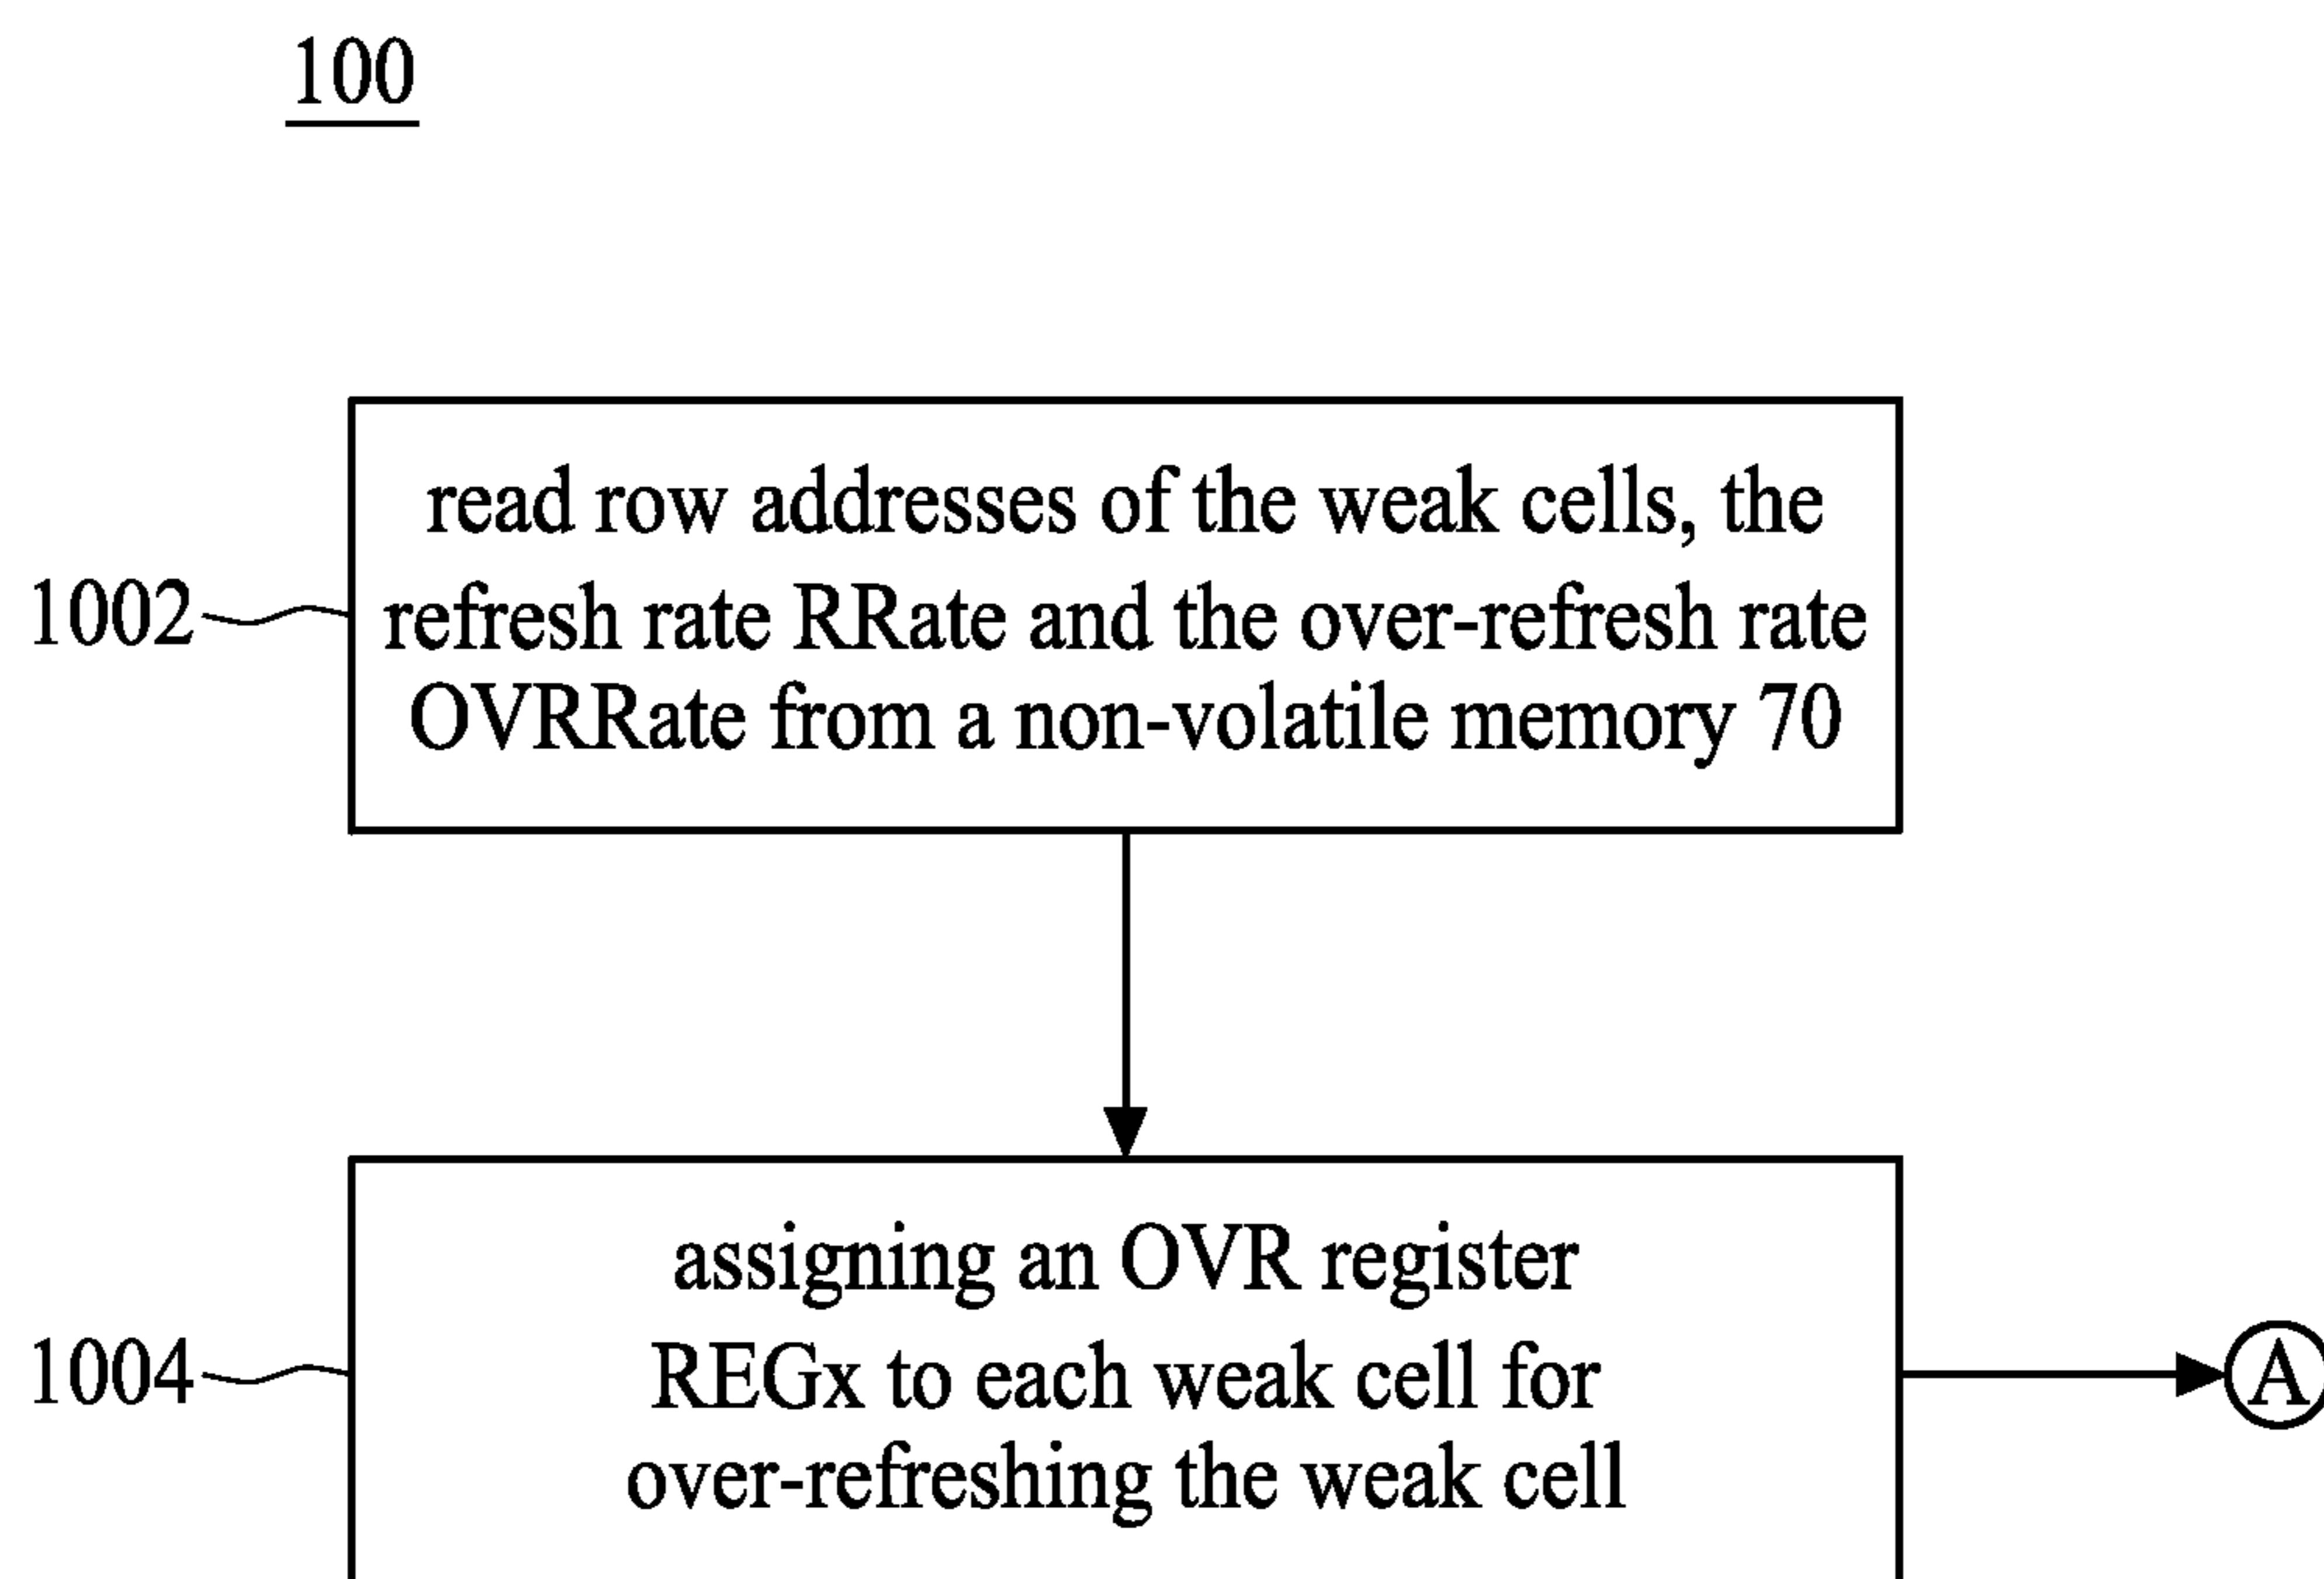 100
read row addresses of the weak cells, the
1002
refresh rate RRate and the over-refresh rate
OVRRate from a non-volatile memory 70
assigning an OVR register
1004
REGx to each weak cell for
A
over-refreshing the weak cell